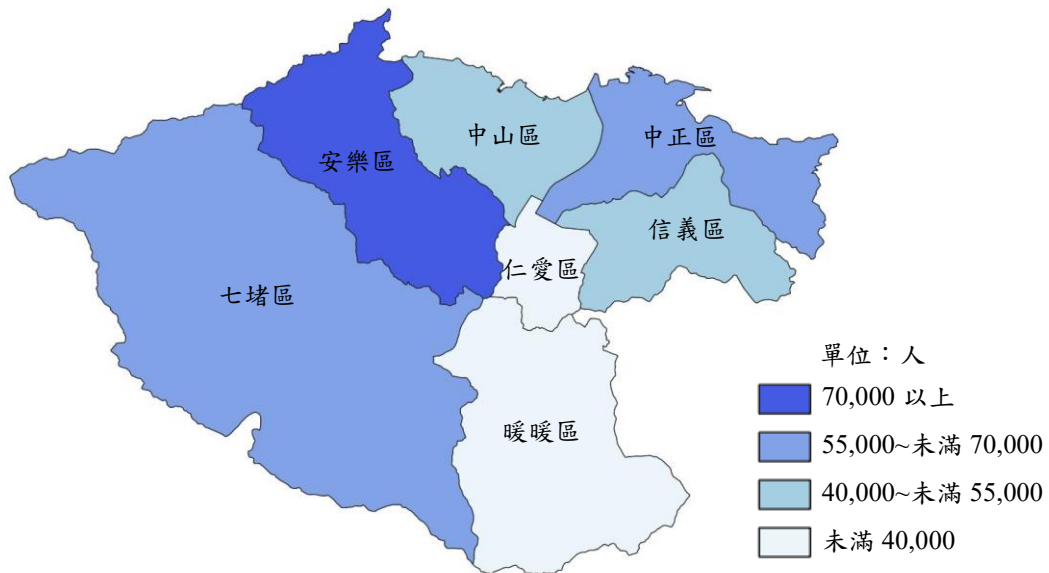 中山區
中正區
安樂區
信義區
仁愛區
七堵區
暖暖區
單位：人
70,000 以上
55,000~未滿 70,000
40,000~未滿 55,000
未滿 40,000